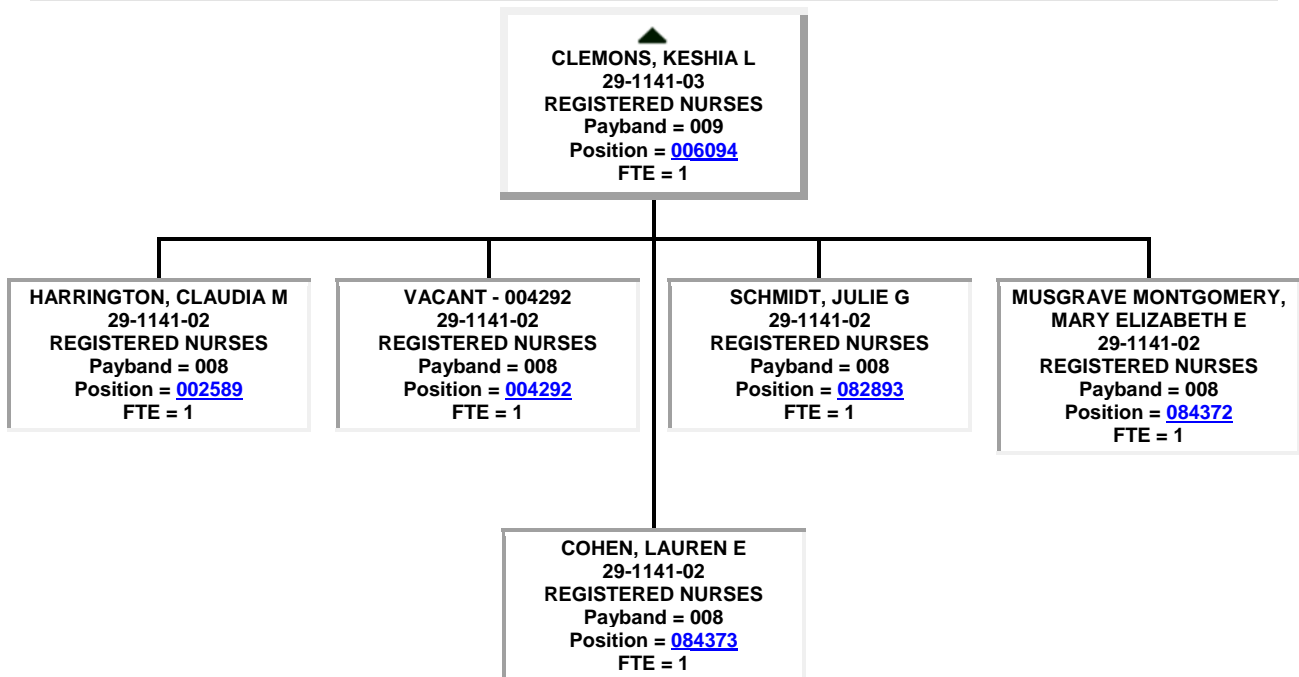 CLEMONS, KESHIA L
29-1141-03
REGISTERED NURSES
Payband = 009
Position = 006094
FTE = 1
HARRINGTON, CLAUDIA M
29-1141-02
REGISTERED NURSES
Payband = 008
Position = 002589
FTE = 1
VACANT - 004292
29-1141-02
REGISTERED NURSES
Payband = 008
Position = 004292
FTE = 1
SCHMIDT, JULIE G
29-1141-02
REGISTERED NURSES
Payband = 008
Position = 082893
FTE = 1
MUSGRAVE MONTGOMERY,
MARY ELIZABETH E
29-1141-02
REGISTERED NURSES
Payband = 008
Position = 084372
FTE = 1
COHEN, LAUREN E
29-1141-02
REGISTERED NURSES
Payband = 008
Position = 084373
FTE = 1